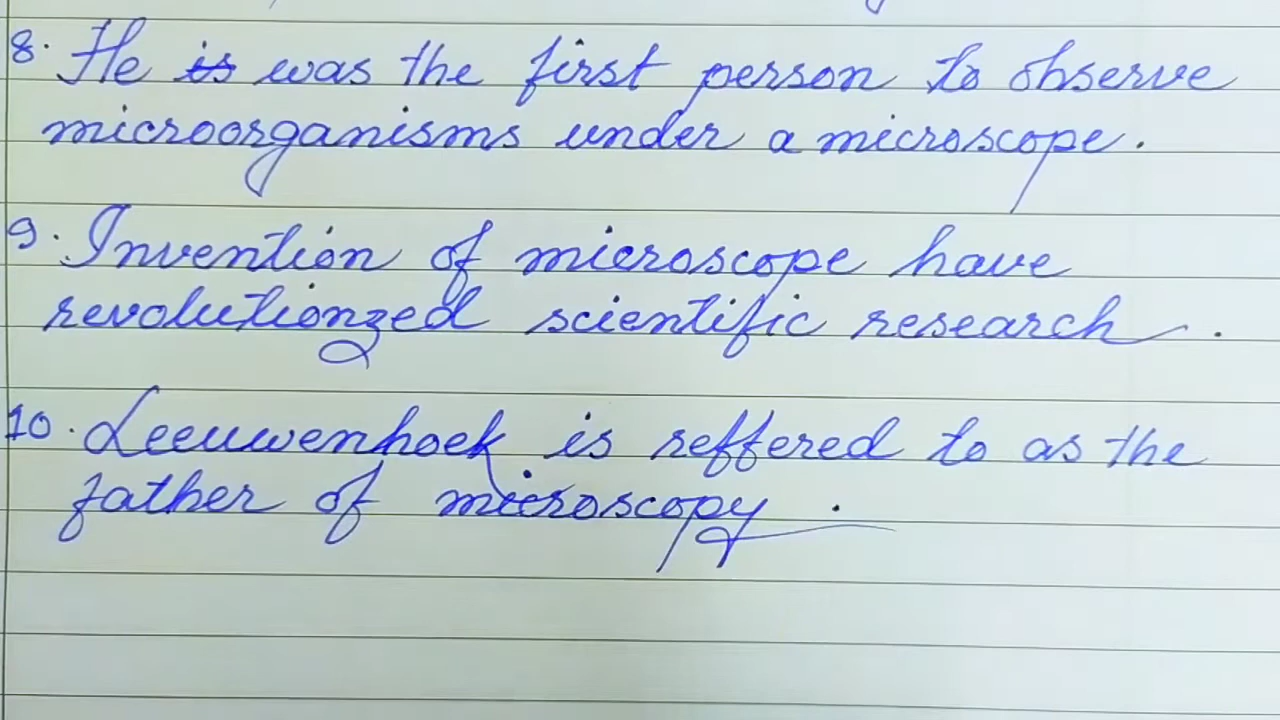 8. He is was the first person to observe
microorganisms under a microscope.
9. Invention of microscope have
revolutionzed scientific research.
10. Leeuwenhoek is reffered to as the
father of microscopy.